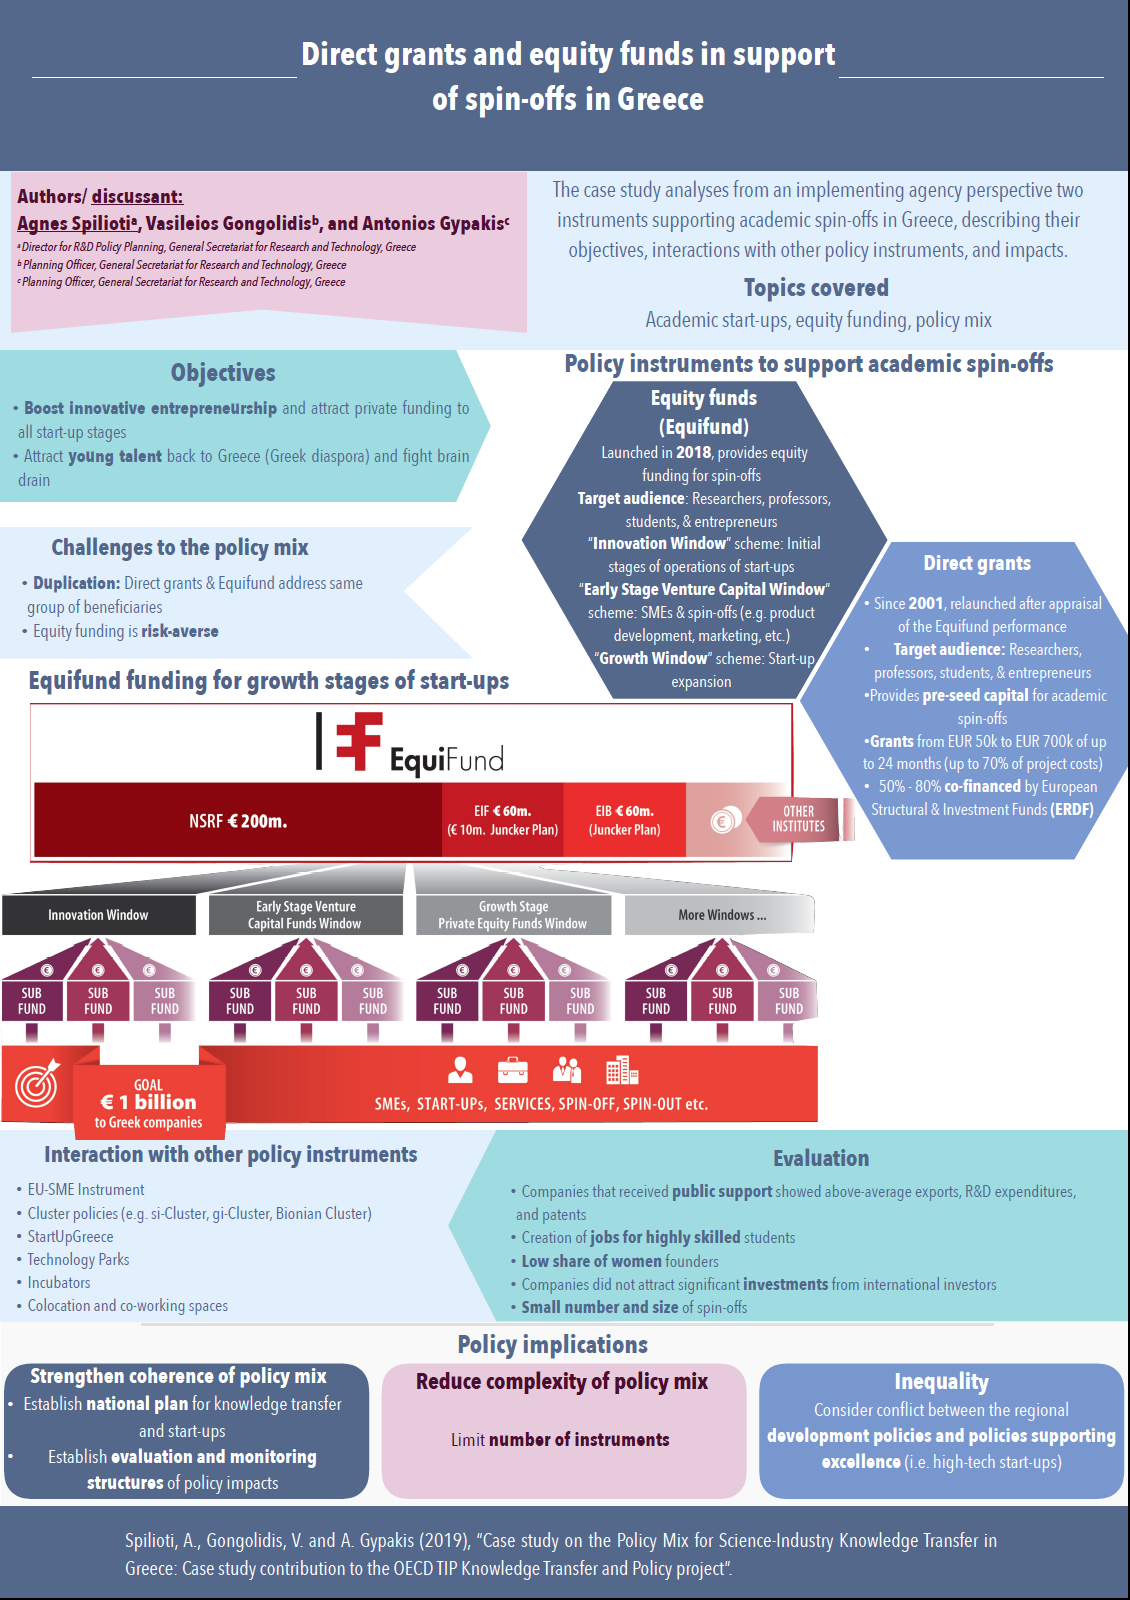 Direct grants and equity funds in support
of spin-offs in Greece
Authors/ discussant:
Agnes Spiliotiᵃ, Vasileios Gongolidisᵇ, and Antonios Gypakisᶜ
ᵃ Director for R&D Policy Planning, General Secretariat for Research and Technology, Greece
ᵇ Planning Officer, General Secretariat for Research and Technology, Greece
ᶜ Planning Officer, General Secretariat for Research and Technology, Greece
The case study analyses from an implementing agency perspective two
instruments supporting academic spin-offs in Greece, describing their
objectives, interactions with other policy instruments, and impacts.
Topics covered
Academic start-ups, equity funding, policy mix
Objectives
• Boost innovative entrepreneurship and attract private funding to
all start-up stages
• Attract young talent back to Greece (Greek diaspora) and fight brain
drain
Challenges to the policy mix
• Duplication: Direct grants & Equifund address same
group of beneficiaries
• Equity funding is risk-averse
Policy instruments to support academic spin-offs
Equity funds
(Equifund)
Launched in 2018, provides equity
funding for spin-offs
Target audience: Researchers, professors,
students, & entrepreneurs
“Innovation Window” scheme: Initial
stages of operations of start-ups
“Early Stage Venture Capital Window”
scheme: SMEs & spin-offs (e.g. product
development, marketing, etc.)
“Growth Window” scheme: Start-up
expansion
Direct grants
• Since 2001, relaunched after appraisal
of the Equifund performance
• Target audience: Researchers,
professors, students, & entrepreneurs
•Provides pre-seed capital for academic
spin-offs
•Grants from EUR 50k to EUR 700k of up
to 24 months (up to 70% of project costs)
• 50% - 80% co-financed by European
Structural & Investment Funds (ERDF)
Equifund funding for growth stages of start-ups
EquiFund
NSRF € 200m.
EIF € 60m.
(€ 10m. Juncker Plan)
EIB € 60m.
(Juncker Plan)
OTHER
INSTITUTES
Innovation Window
Early Stage Venture
Capital Funds Window
Growth Stage
Private Equity Funds Window
More Windows ...
SUB
FUND
SUB
FUND
SUB
FUND
SUB
FUND
SUB
FUND
SUB
FUND
SUB
FUND
SUB
FUND
SUB
FUND
SUB
FUND
SUB
FUND
SUB
FUND
GOAL
€ 1 billion
to Greek companies
SMEs, START-UPs, SERVICES, SPIN-OFF, SPIN-OUT etc.
Interaction with other policy instruments
• EU-SME Instrument
• Cluster policies (e.g. si-Cluster, gi-Cluster, Bionian Cluster)
• StartUpGreece
• Technology Parks
• Incubators
• Colocation and co-working spaces
Evaluation
• Companies that received public support showed above-average exports, R&D expenditures,
and patents
• Creation of jobs for highly skilled students
• Low share of women founders
• Companies did not attract significant investments from international investors
• Small number and size of spin-offs
Policy implications
Strengthen coherence of policy mix
• Establish national plan for knowledge transfer
and start-ups
• Establish evaluation and monitoring
structures of policy impacts
Reduce complexity of policy mix
Limit number of instruments
Inequality
Consider conflict between the regional
development policies and policies supporting
excellence (i.e. high-tech start-ups)
Spilioti, A., Gongolidis, V. and A. Gypakis (2019), “Case study on the Policy Mix for Science-Industry Knowledge Transfer in
Greece: Case study contribution to the OECD TIP Knowledge Transfer and Policy project”.